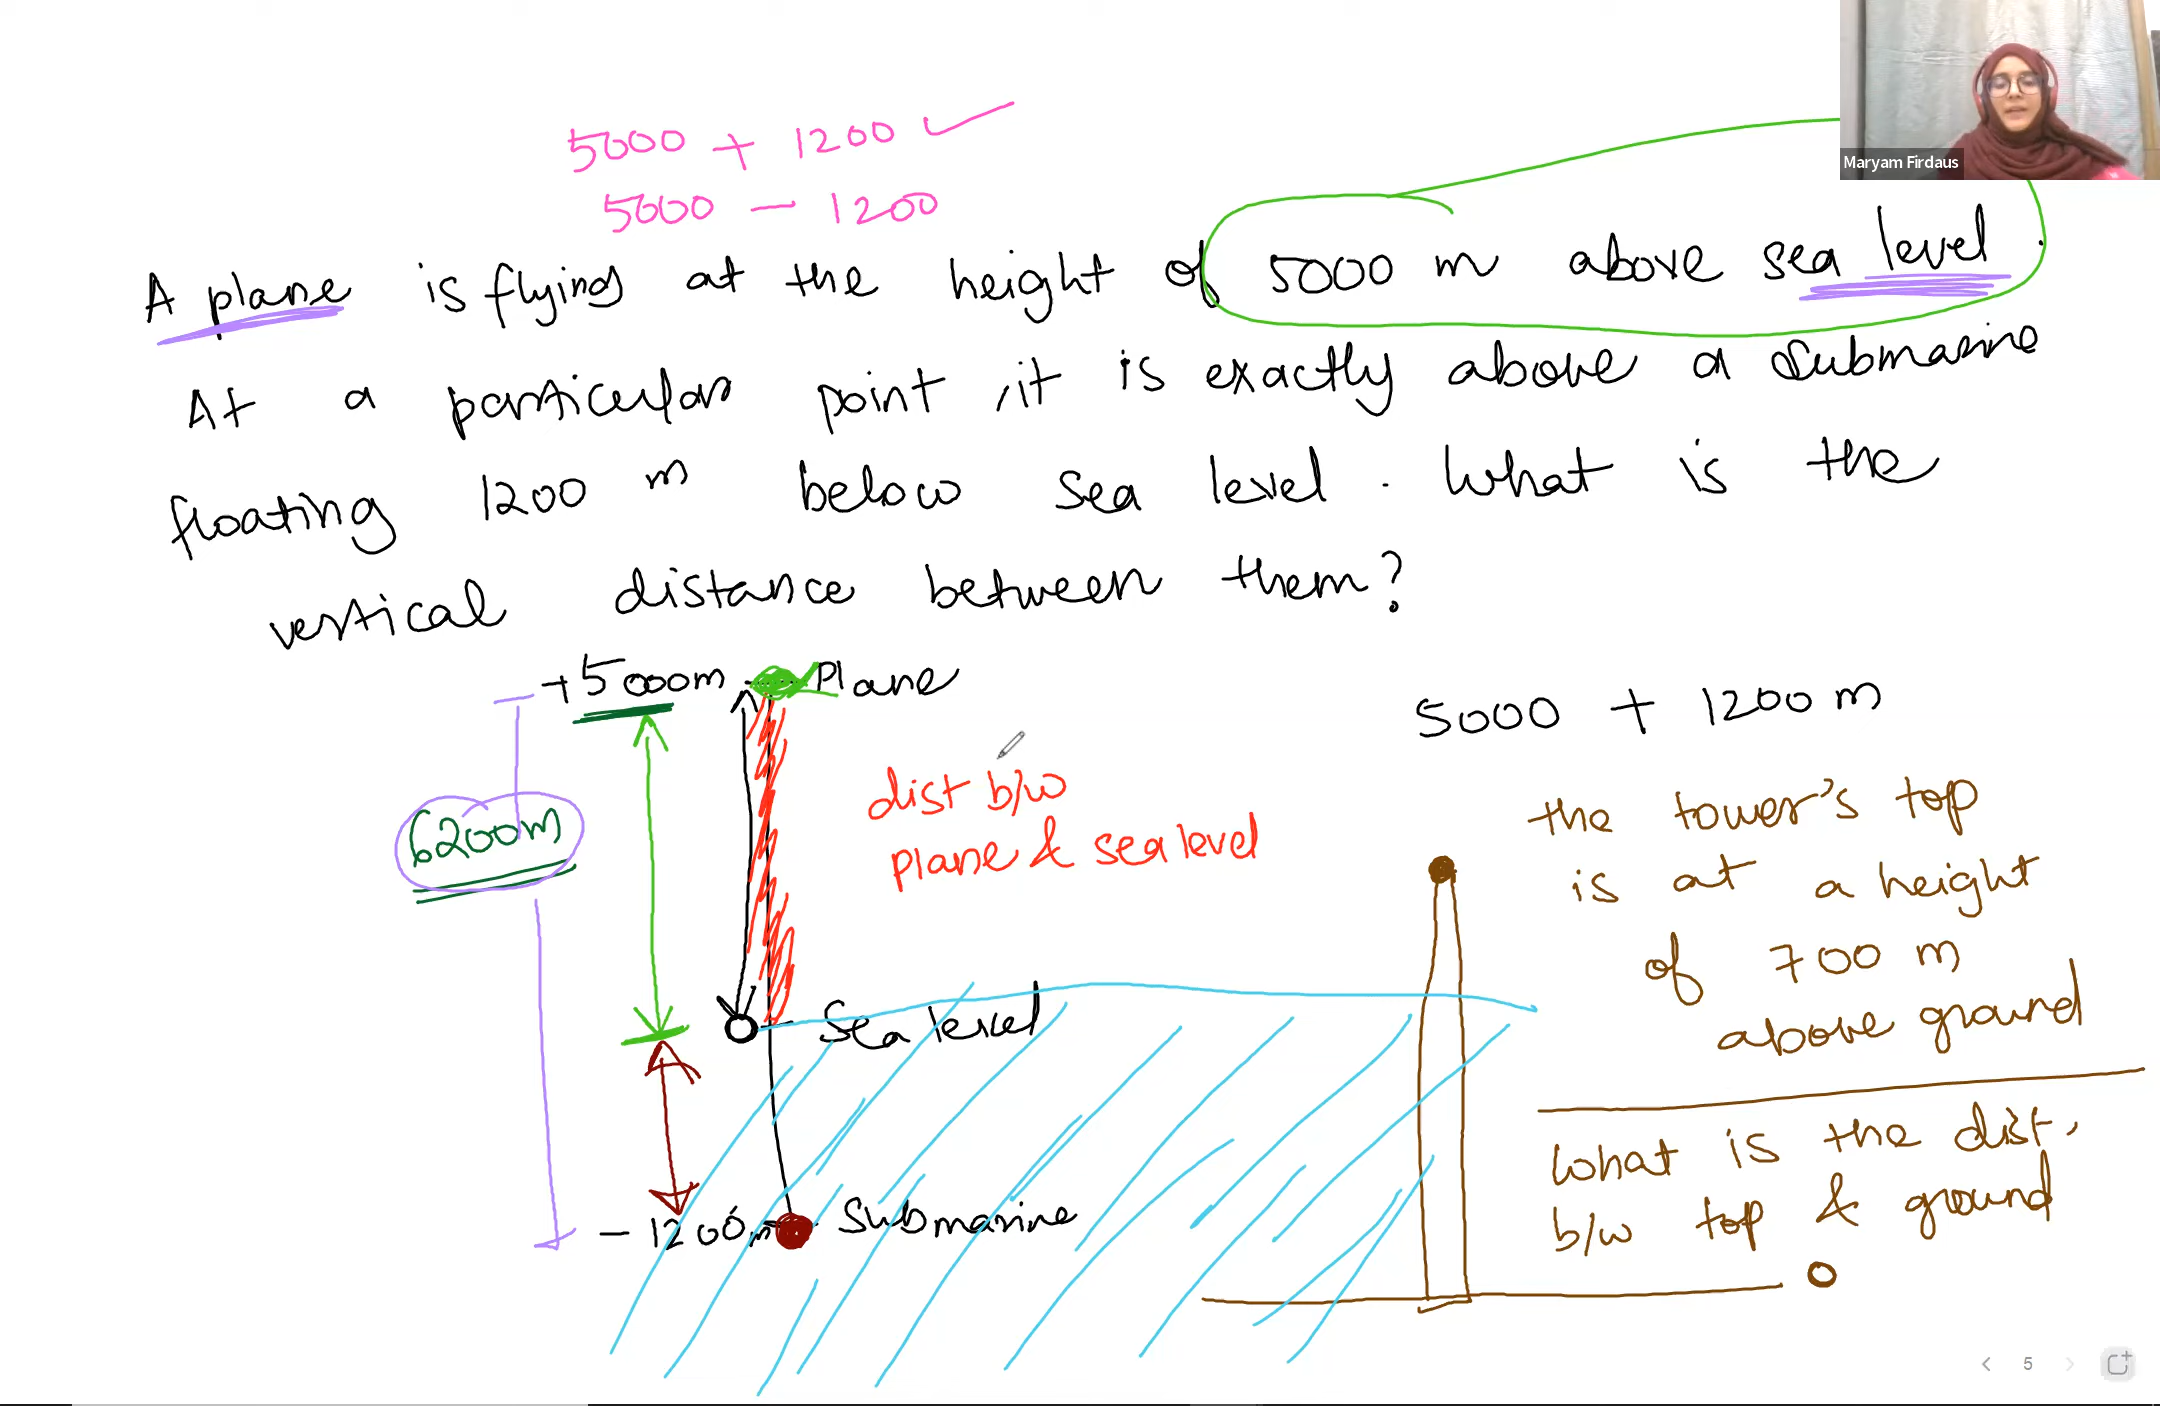 Maryam Firdaus
5000 + 1200 ✓
5000 - 1200
A plane is flying at the height of 5000 m above sea level.
At a particular point, it is exactly above a submarine
floating 1200 m below sea level. What is the
vertical distance between them?
+5000m Plane
5000 + 1200 m
6200m
dist b/w
plane & sea level
Sea level
-1200m Submarine
the tower's top
is at a height
of 700 m
above ground
What is the dist.
b/w top & ground
0
5